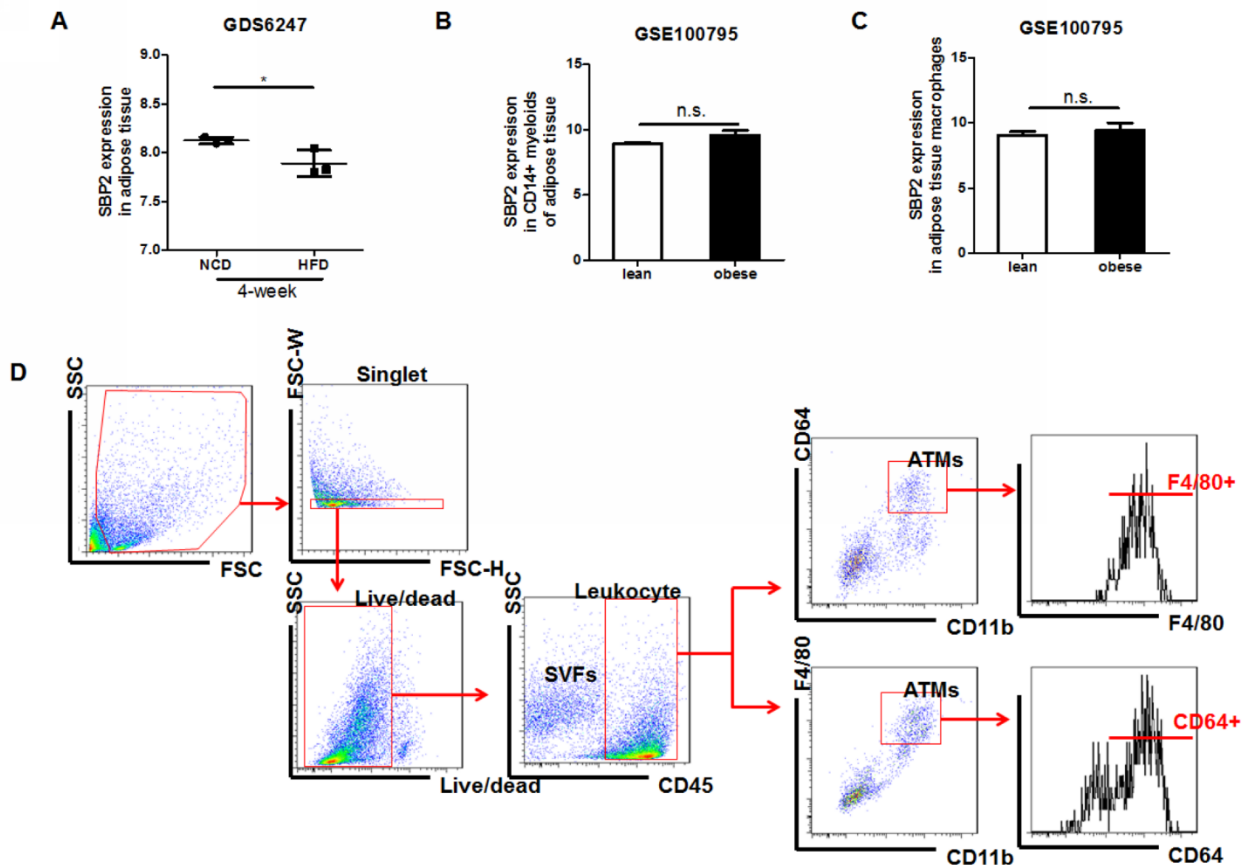 A
GDS6247
SBP2 expression
in adipose tissue
9.0
8.5
8.0
7.5
7.0
*
NCD
HFD
4-week
B
GSE100795
SBP2 expresison
in CD14+ myeloids
of adipose tissue
15
10
5
0
n.s.
lean
obese
C
GSE100795
SBP2 expresison
in adipose tissue macrophages
15
10
5
0
n.s.
lean
obese
D
SSC
FSC
FSC-W
Singlet
FSC-H
SSC
Live/dead
Live/dead
SSC
Leukocyte
SVFs
CD45
CD64
ATMs
CD11b
F4/80+
F4/80
F4/80
ATMs
CD11b
CD64+
CD64